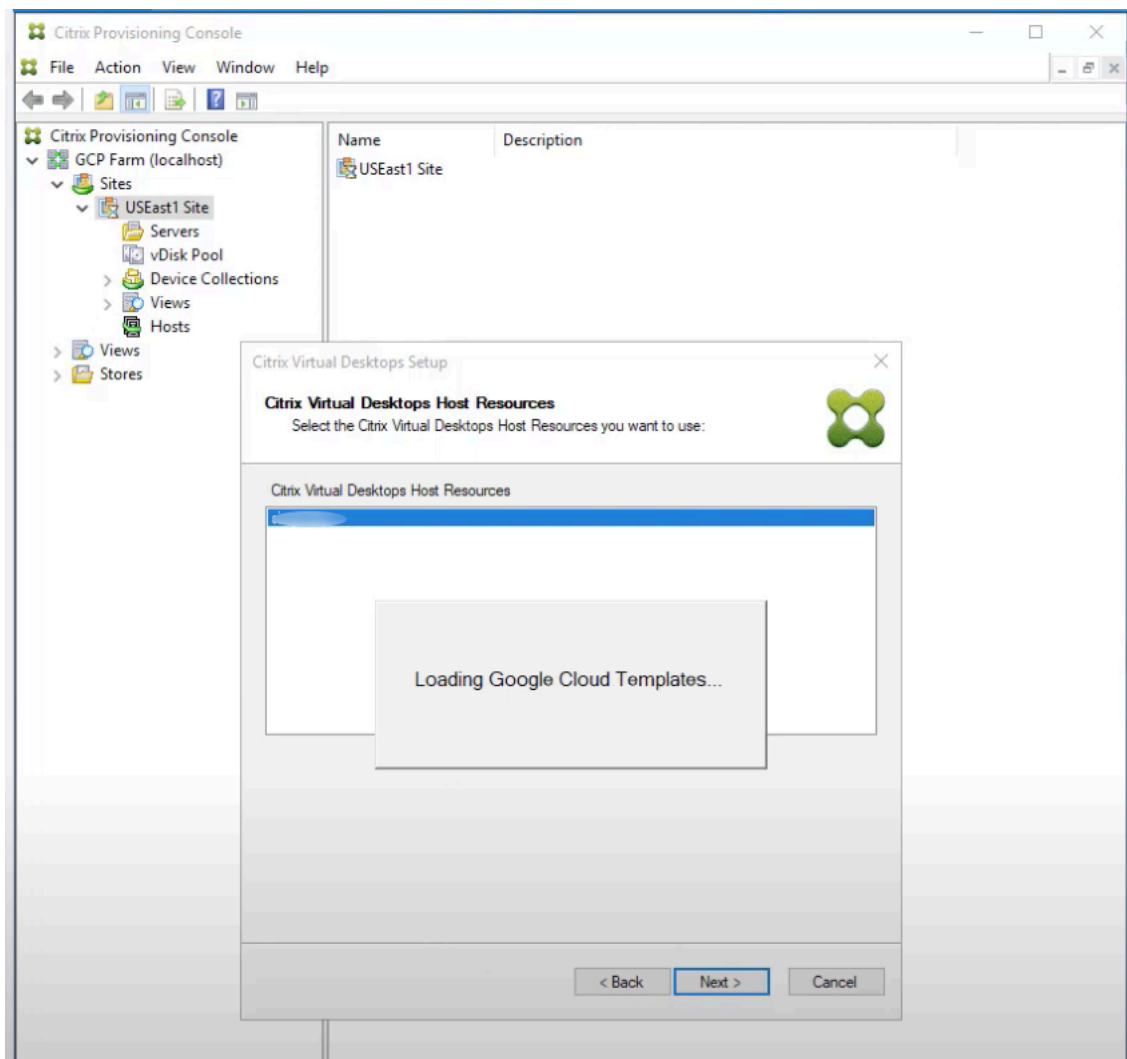 Citrix Provisioning Console
File Action View Window Help
Citrix Provisioning Console
GCP Farm (localhost)
Sites
USEast1 Site
Servers
vDisk Pool
Device Collections
Views
Hosts
Views
Stores
Name Description
USEast1 Site
Citrix Virtual Desktops Setup
Citrix Virtual Desktops Host Resources
Select the Citrix Virtual Desktops Host Resources you want to use:
Citrix Virtual Desktops Host Resources
Loading Google Cloud Templates...
< Back Next > Cancel